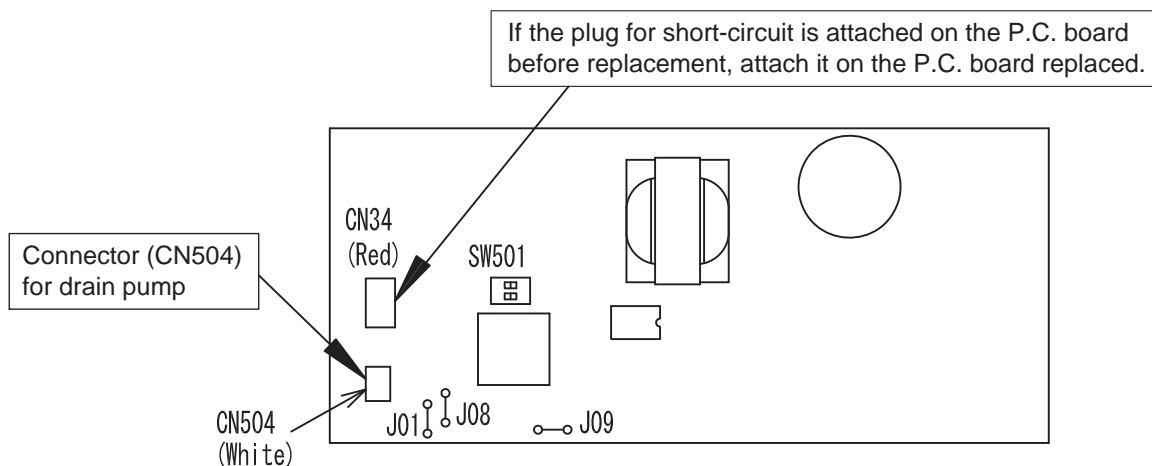 If the plug for short-circuit is attached on the P.C. board
before replacement, attach it on the P.C. board replaced.
CN34
(Red)
Connector (CN504)
for drain pump
SW501
CN504
(White)
J01
J08
J09